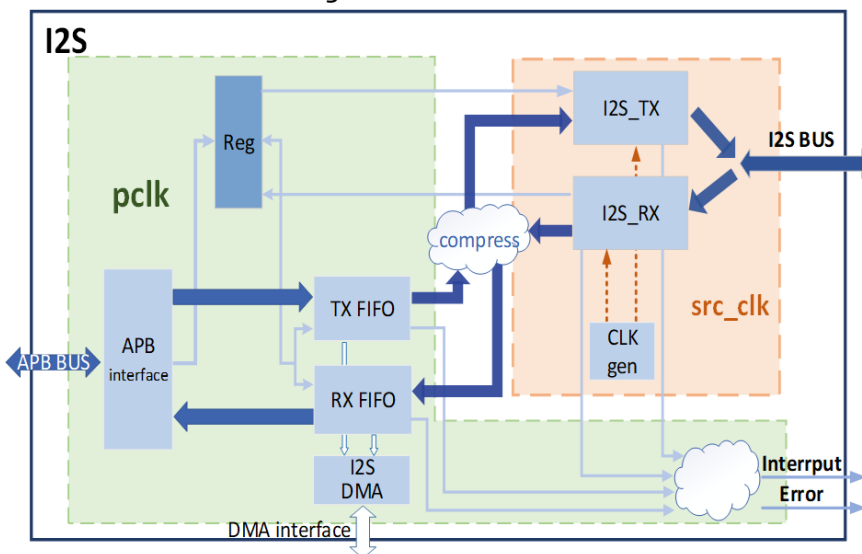 I2S
I2S_TX
I2S BUS
Reg
pclk
I2S_RX
compress
src_clk
TX FIFO
CLK
gen
APB
interface
APB BUS
RX FIFO
I2S
DMA
Interrput
Error
DMA interface